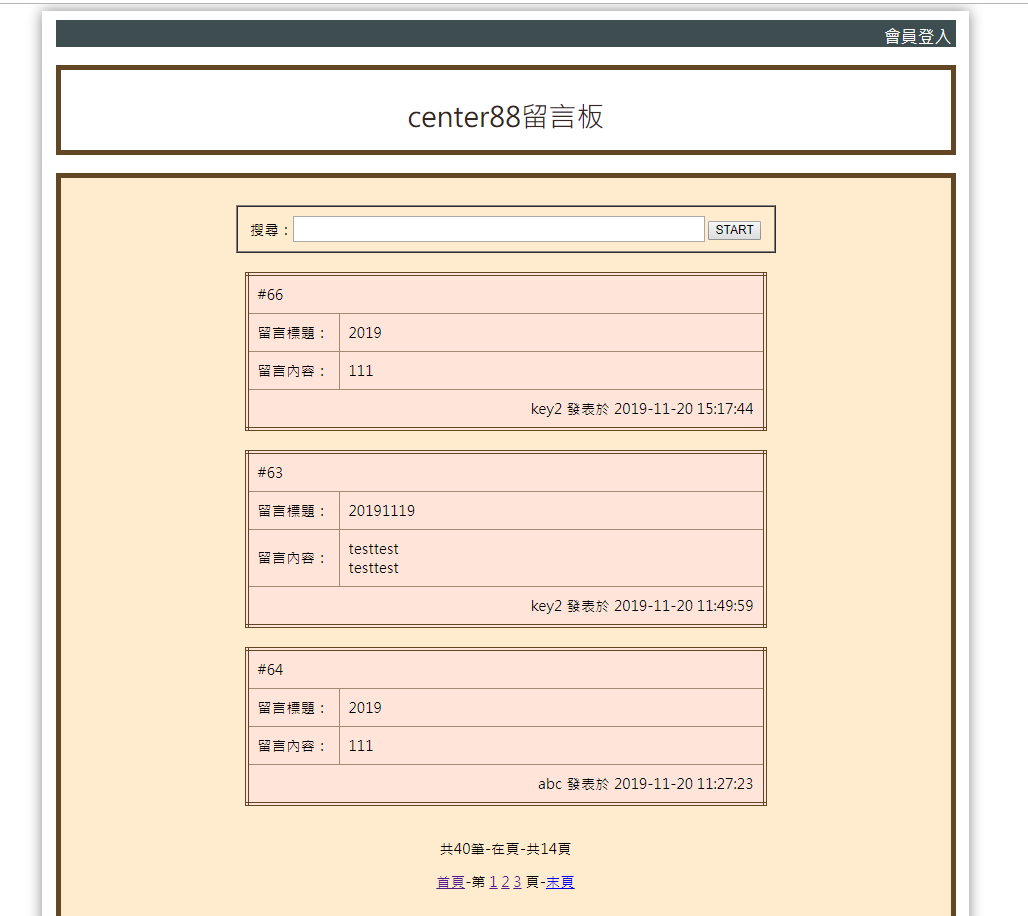 會員登入
center88留言板
搜尋： START
#66
留言標題： 2019
留言內容： 111
key2 發表於 2019-11-20 15:17:44
#63
留言標題： 20191119
留言內容： testtest
testtest
key2 發表於 2019-11-20 11:49:59
#64
留言標題： 2019
留言內容： 111
abc 發表於 2019-11-20 11:27:23
共40筆-在頁-共14頁
首頁-第 1 2 3 頁-末頁